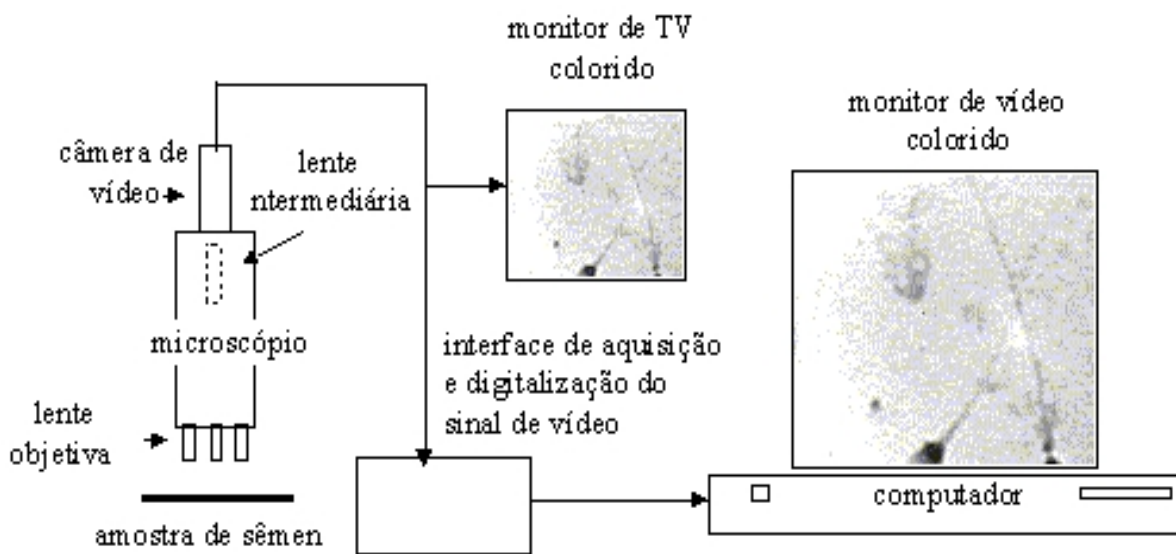 monitor de TV
colorido
monitor de vídeo
colorido
câmera de
vídeo
lente
ntermediária
microscópio
interface de aquisição
e digitalização do
sinal de vídeo
lente
objetiva
computador
amostra de sêmen